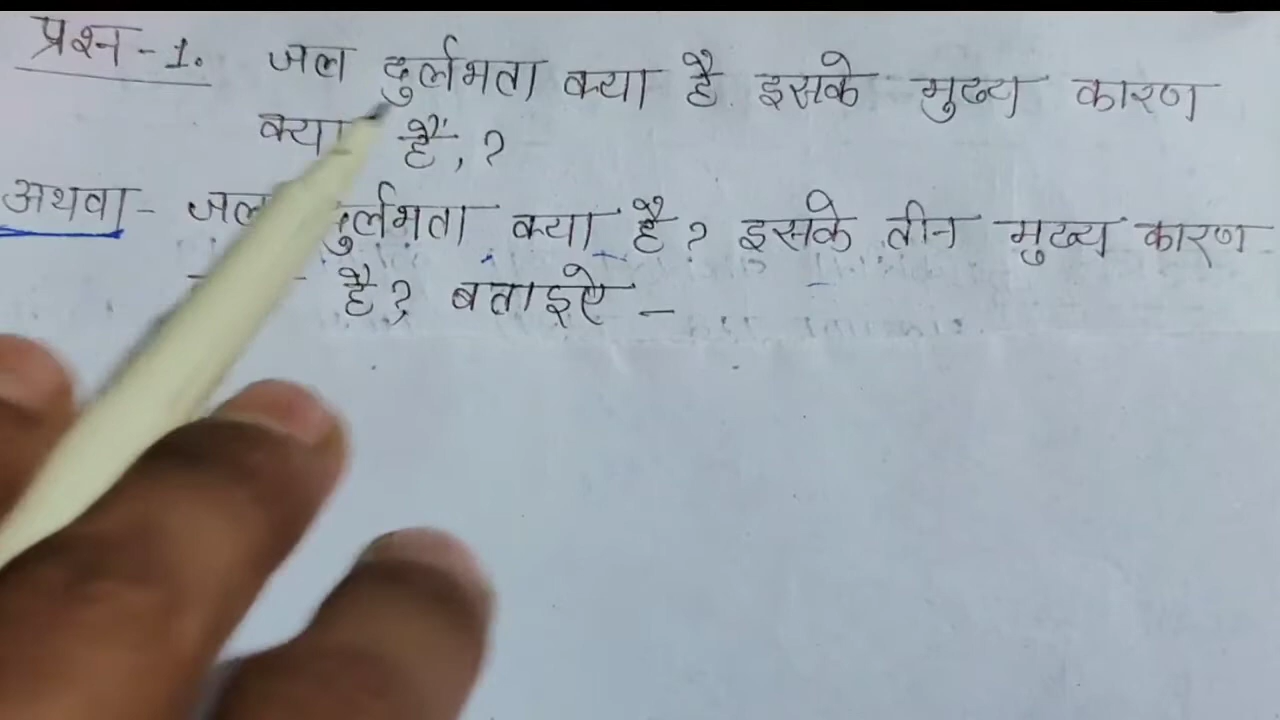 प्रश्न-1. जल दुर्लभता क्या है इसके मुख्य कारण
क्या हैं,?
अथवा- जल दुर्लभता क्या है? इसके तीन मुख्य कारण
है? बताइऐ -